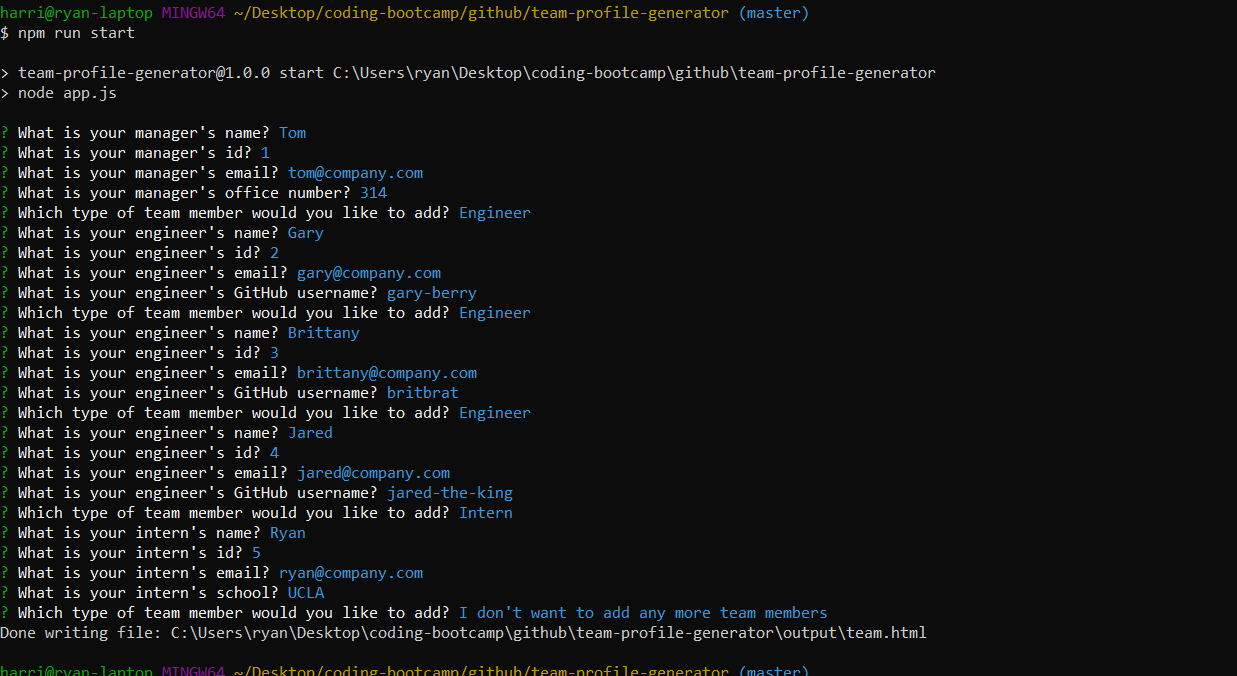 harri@ryan-laptop MINGW64 ~/Desktop/coding-bootcamp/github/team-profile-generator (master)
$ npm run start
> team-profile-generator@1.0.0 start C:\Users\ryan\Desktop\coding-bootcamp\github\team-profile-generator
> node app.js
? What is your manager's name? Tom
? What is your manager's id? 1
? What is your manager's email? tom@company.com
? What is your manager's office number? 314
? Which type of team member would you like to add? Engineer
? What is your engineer's name? Gary
? What is your engineer's id? 2
? What is your engineer's email? gary@company.com
? What is your engineer's GitHub username? gary-berry
? Which type of team member would you like to add? Engineer
? What is your engineer's name? Brittany
? What is your engineer's id? 3
? What is your engineer's email? brittany@company.com
? What is your engineer's GitHub username? britbrat
? Which type of team member would you like to add? Engineer
? What is your engineer's name? Jared
? What is your engineer's id? 4
? What is your engineer's email? jared@company.com
? What is your engineer's GitHub username? jared-the-king
? Which type of team member would you like to add? Intern
? What is your intern's name? Ryan
? What is your intern's id? 5
? What is your intern's email? ryan@company.com
? What is your intern's school? UCLA
? Which type of team member would you like to add? I don't want to add any more team members
Done writing file: C:\Users\ryan\Desktop\coding-bootcamp\github\team-profile-generator\output\team.html
harri@ryan-laptop MINGW64 ~/Desktop/coding-bootcamp/github/team-profile-generator (master)